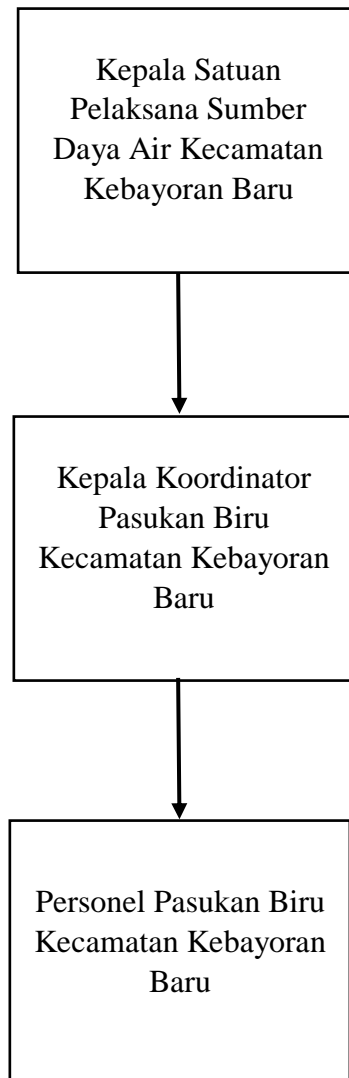 Kepala Satuan
Pelaksana Sumber
Daya Air Kecamatan
Kebayoran Baru
Kepala Koordinator
Pasukan Biru
Kecamatan Kebayoran
Baru
Personel Pasukan Biru
Kecamatan Kebayoran
Baru